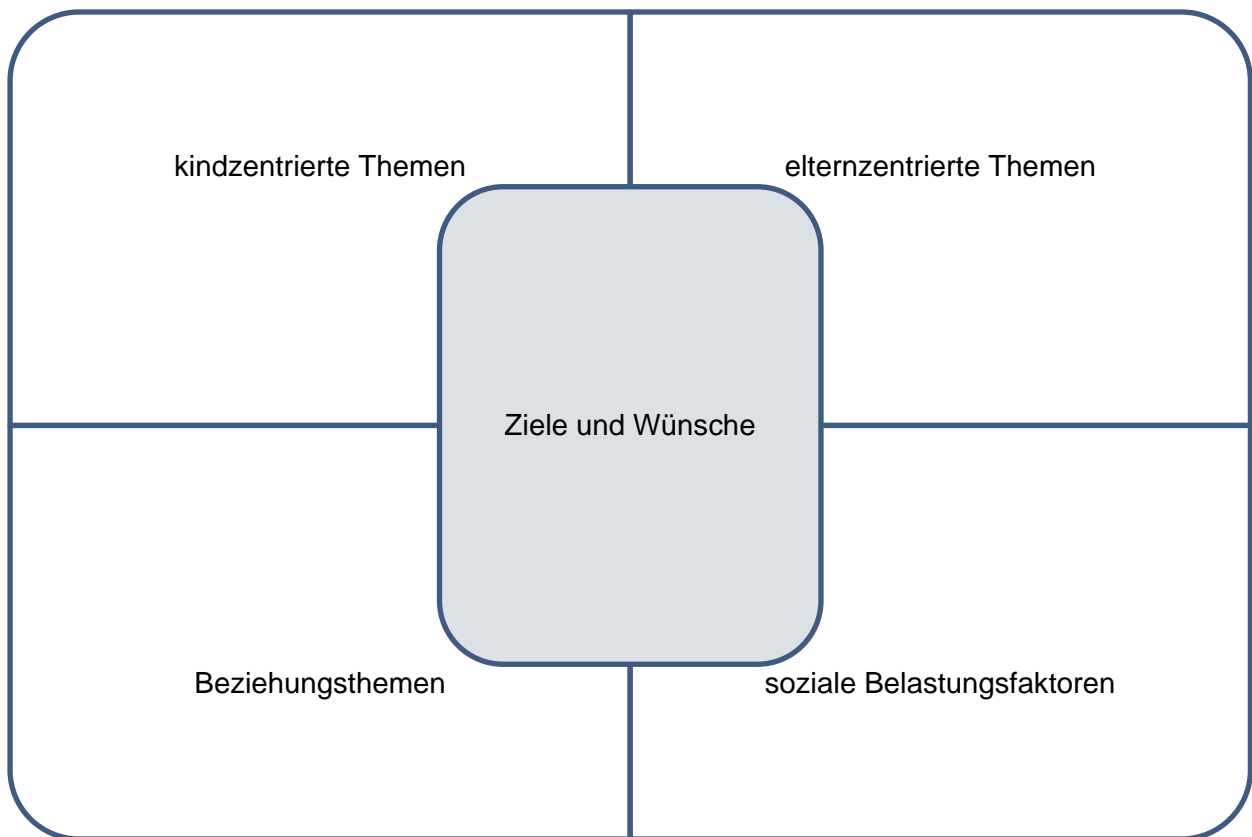 kindzentrierte Themen
elternzentrierte Themen
Ziele und Wünsche
Beziehungsthemen
soziale Belastungsfaktoren